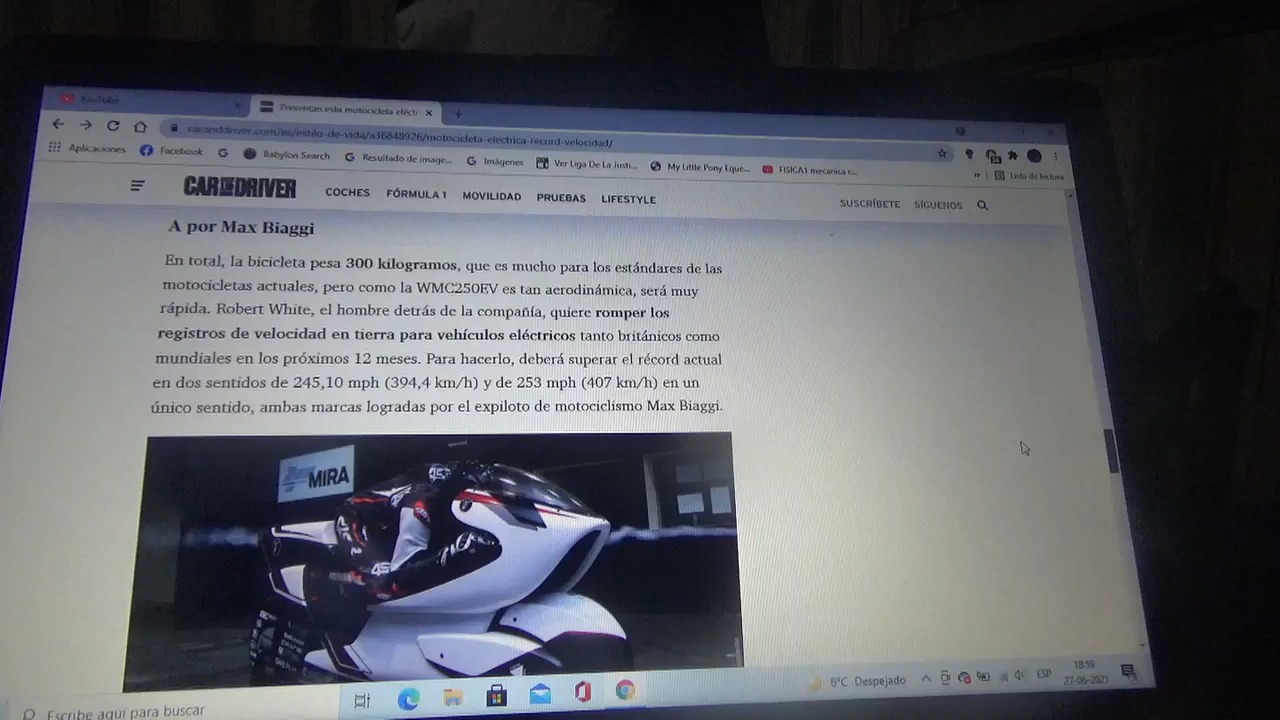 YouTube
Presentan esta motocicleta eléctr
caranddriver.com/es/estilo-de-vida/a36848926/motocicleta-electrica-record-velocidad/
Aplicaciones Facebook Babylon Search Resultado de image... Imágenes Ver Liga De La Justi... My Little Pony Eque... FISICA1 mecanica t...
» Lista de lectura
CAR AND DRIVER COCHES FÓRMULA 1 MOVILIDAD PRUEBAS LIFESTYLE SUSCRÍBETE SÍGUENOS
A por Max Biaggi
En total, la bicicleta pesa 300 kilogramos, que es mucho para los estándares de las
motocicletas actuales, pero como la WMC250EV es tan aerodinámica, será muy
rápida. Robert White, el hombre detrás de la compañía, quiere romper los
registros de velocidad en tierra para vehículos eléctricos tanto británicos como
mundiales en los próximos 12 meses. Para hacerlo, deberá superar el récord actual
en dos sentidos de 245,10 mph (394,4 km/h) y de 253 mph (407 km/h) en un
único sentido, ambas marcas logradas por el expiloto de motociclismo Max Biaggi.
MIRA
45
Escribe aquí para buscar
8°C Despejado ESP 18:59
27-06-2021